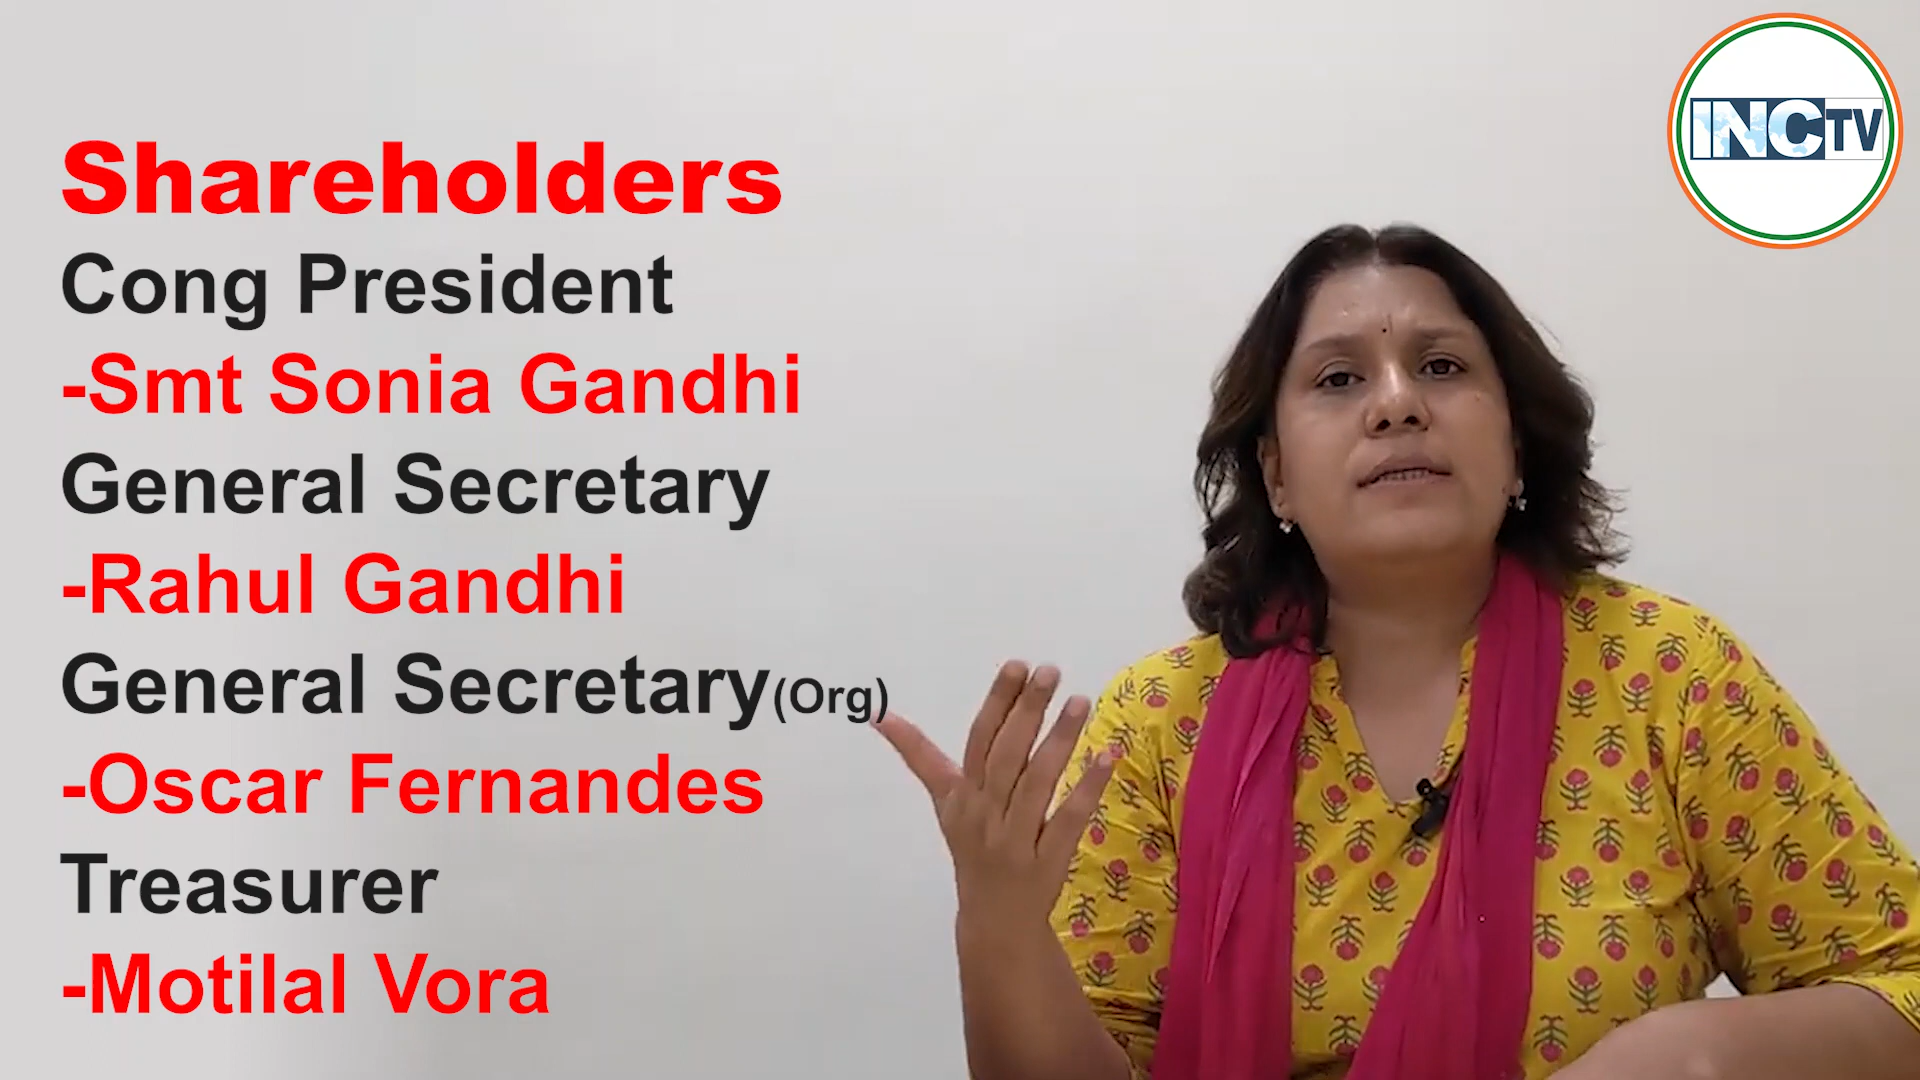 Shareholders
Cong President
-Smt Sonia Gandhi
General Secretary
-Rahul Gandhi
General Secretary(Org)
-Oscar Fernandes
Treasurer
-Motilal Vora
INCTV